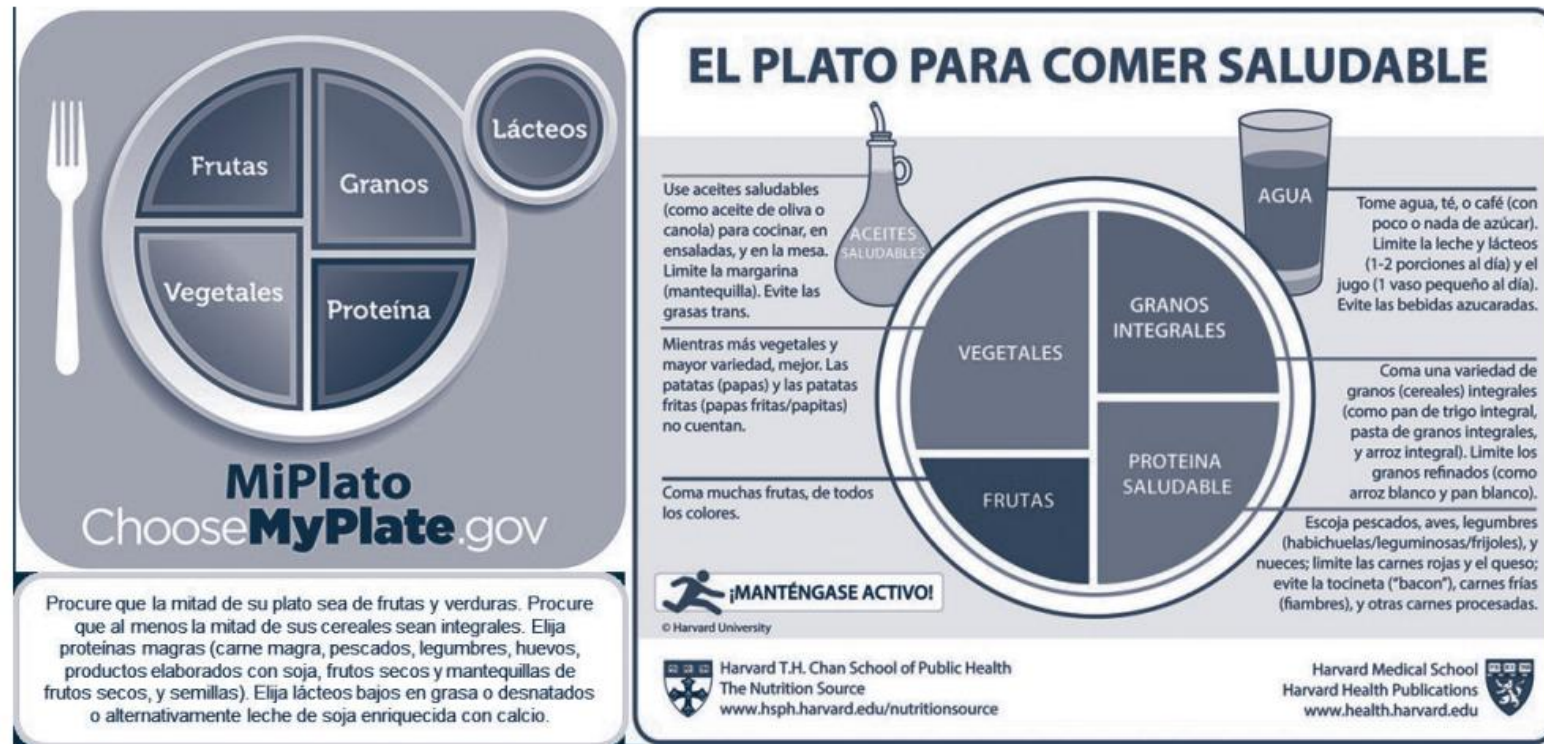 Frutas
Granos
Lácteos
Vegetales
Proteína
MiPlato
ChooseMyPlate.gov
Procure que la mitad de su plato sea de frutas y verduras. Procure
que al menos la mitad de sus cereales sean integrales. Elija
proteínas magras (carne magra, pescados, legumbres, huevos,
productos elaborados con soja, frutos secos y mantequillas de
frutos secos, y semillas). Elija lácteos bajos en grasa o desnatados
o alternativamente leche de soja enriquecida con calcio.
EL PLATO PARA COMER SALUDABLE
Use aceites saludables
(como aceite de oliva o
canola) para cocinar, en
ensaladas, y en la mesa.
Limite la margarina
(mantequilla). Evite las
grasas trans.
ACEITES
SALUDABLES
AGUA
Tome agua, té, o café (con
poco o nada de azúcar).
Limite la leche y lácteos
(1-2 porciones al día) y el
jugo (1 vaso pequeño al día).
Evite las bebidas azucaradas.
Mientras más vegetales y
mayor variedad, mejor. Las
patatas (papas) y las patatas
fritas (papas fritas/papitas)
no cuentan.
VEGETALES
GRANOS
INTEGRALES
Coma una variedad de
granos (cereales) integrales
(como pan de trigo integral,
pasta de granos integrales,
y arroz integral). Limite los
granos refinados (como
arroz blanco y pan blanco).
Coma muchas frutas, de todos
los colores.
FRUTAS
PROTEINA
SALUDABLE
Escoja pescados, aves, legumbres
(habichuelas/leguminosas/frijoles), y
nueces; limite las carnes rojas y el queso;
evite la tocineta ("bacon"), carnes frías
(fiambres), y otras carnes procesadas.
¡MANTÉNGASE ACTIVO!
© Harvard University
Harvard T.H. Chan School of Public Health
The Nutrition Source
www.hsph.harvard.edu/nutritionsource
Harvard Medical School
Harvard Health Publications
www.health.harvard.edu